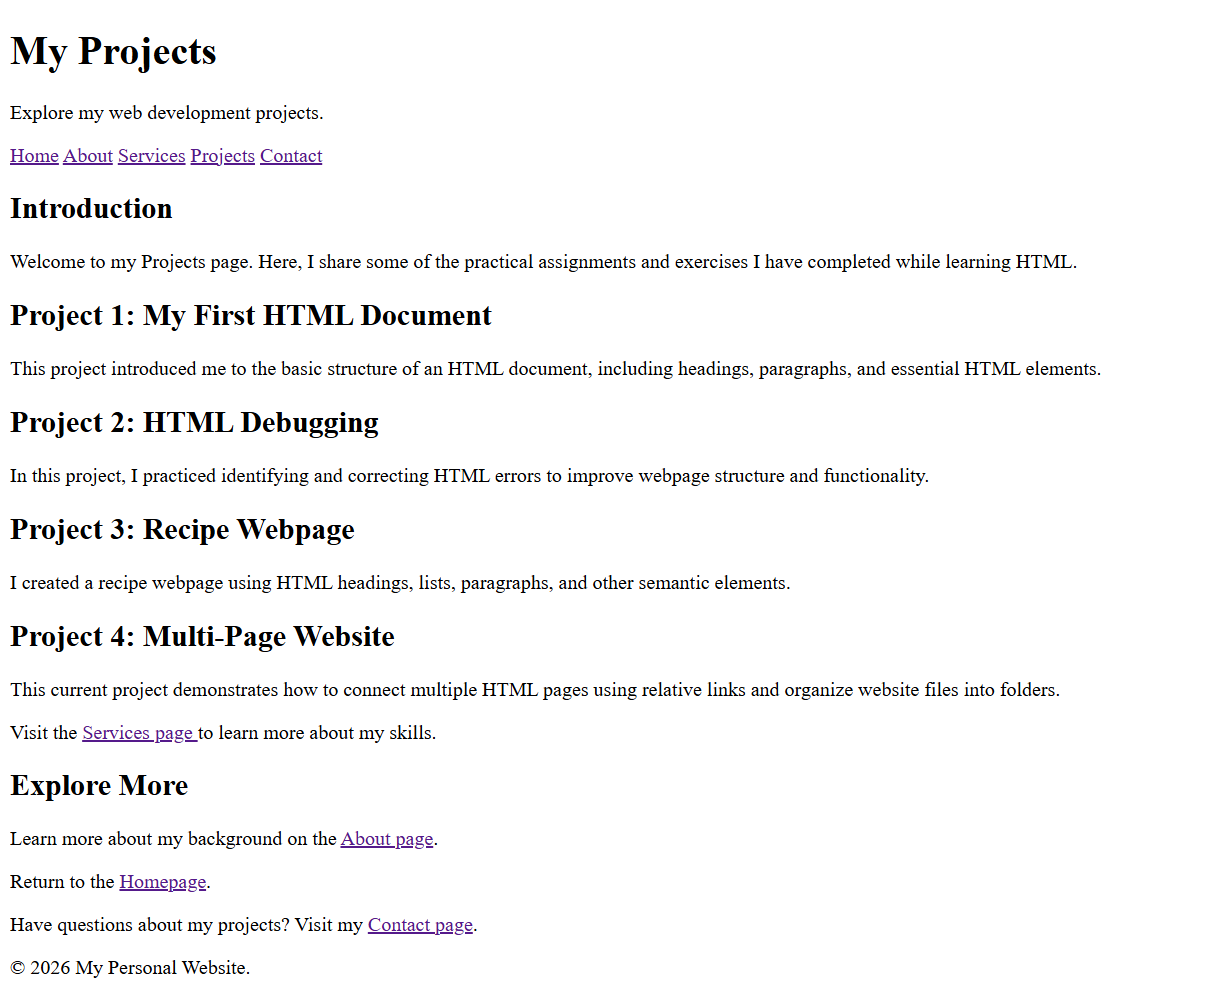 My Projects
Explore my web development projects.
Home About Services Projects Contact
Introduction
Welcome to my Projects page. Here, I share some of the practical assignments and exercises I have completed while learning HTML.
Project 1: My First HTML Document
This project introduced me to the basic structure of an HTML document, including headings, paragraphs, and essential HTML elements.
Project 2: HTML Debugging
In this project, I practiced identifying and correcting HTML errors to improve webpage structure and functionality.
Project 3: Recipe Webpage
I created a recipe webpage using HTML headings, lists, paragraphs, and other semantic elements.
Project 4: Multi-Page Website
This current project demonstrates how to connect multiple HTML pages using relative links and organize website files into folders.
Visit the Services page to learn more about my skills.
Explore More
Learn more about my background on the About page.
Return to the Homepage.
Have questions about my projects? Visit my Contact page.
© 2026 My Personal Website.